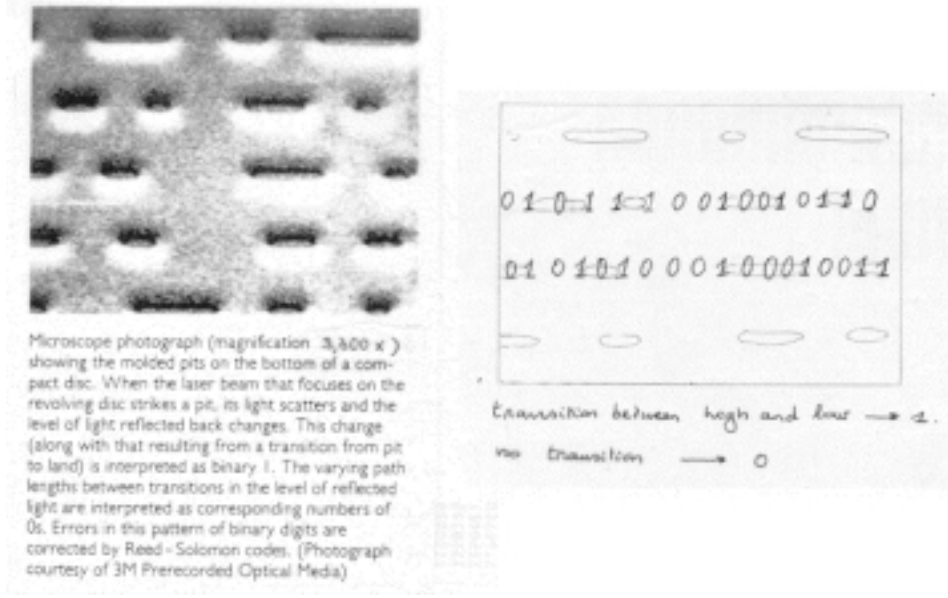 Microscope photograph (magnification 3,600 x )
showing the molded pits on the bottom of a com-
pact disc. When the laser beam that focuses on the
revolving disc strikes a pit, its light scatters and the
level of light reflected back changes. This change
(along with that resulting from a transition from pit
to land) is interpreted as binary 1. The varying path
lengths between transitions in the level of reflected
light are interpreted as corresponding numbers of
0s. Errors in this pattern of binary digits are
corrected by Reed-Solomon codes. (Photograph
courtesy of 3M Prerecorded Optical Media)
0 1 0 1 1 0 1 0 0 1 0 0 1 0 1 1 0
0 1 0 1 0 1 0 0 0 1 0 0 0 1 0 0 1 1
transition between hogh and low → 1.
no transition → 0